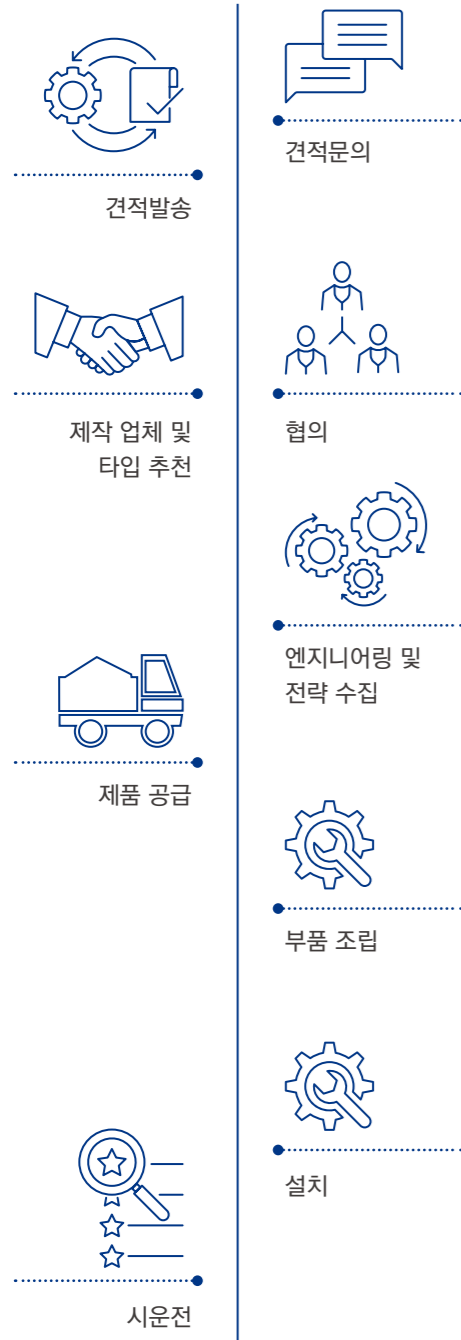 견적문의
견적발송
협의
제작 업체 및
타입 추천
엔지니어링 및
전략 수집
제품 공급
부품 조립
설치
시운전